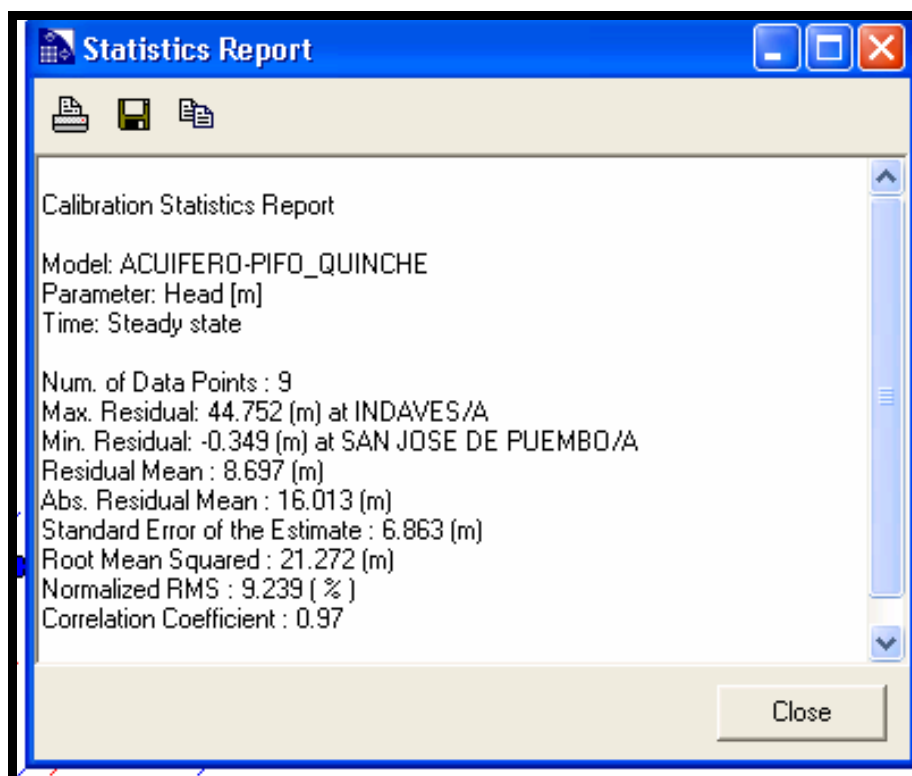 Statistics Report
Calibration Statistics Report
Model: ACUIFERO-PIFO_QUINCHE
Parameter: Head [m]
Time: Steady state
Num. of Data Points : 9
Max. Residual: 44.752 (m) at INDAVES/A
Min. Residual: -0.349 (m) at SAN JOSE DE PUEMBO/A
Residual Mean : 8.697 (m)
Abs. Residual Mean : 16.013 (m)
Standard Error of the Estimate : 6.863 (m)
Root Mean Squared : 21.272 (m)
Normalized RMS : 9.239 ( % )
Correlation Coefficient : 0.97
Close